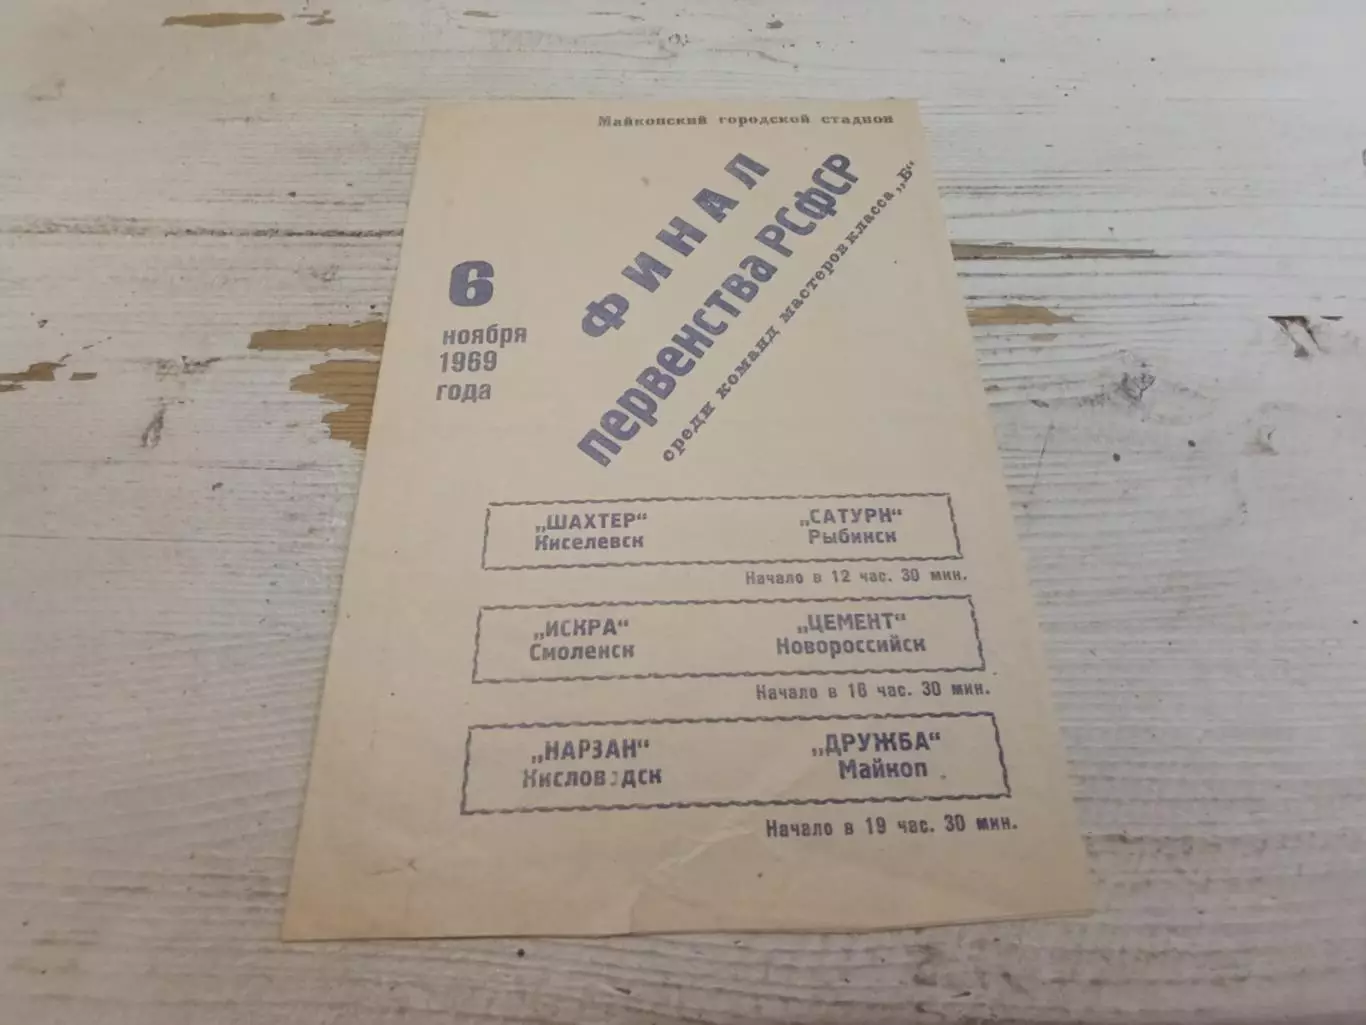 Майкопский городской стадион
ФИНАЛ
первенства РСФСР
среди команд мастеров класса „Б“
6
ноября
1969
года
„ШАХТЕР“ „САТУРН“
Киселевск Рыбинск
Начало в 12 час. 30 мин.
„ИСКРА“ „ЦЕМЕНТ“
Смоленск Новороссийск
Начало в 16 час. 30 мин.
„НАРЗАН“ „ДРУЖБА“
Кисловодск Майкоп
Начало в 19 час. 30 мин.